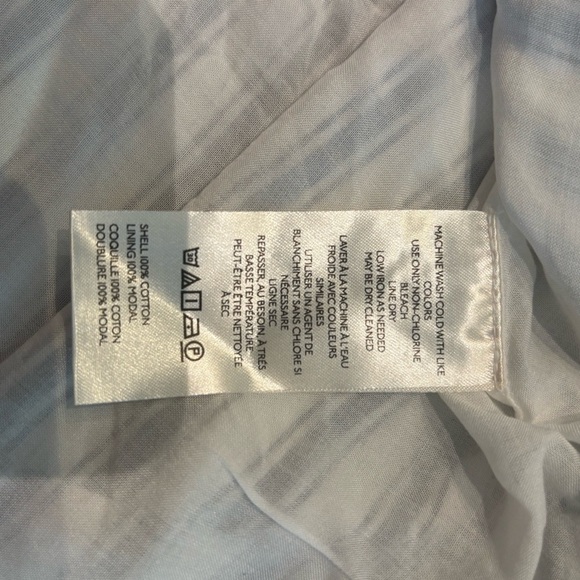 MACHINE WASH COLD WITH LIKE
COLORS
USE ONLY NON-CHLORINE
BLEACH
LINE DRY
LOW IRON AS NEEDED
MAY BE DRY CLEANED
LAVER À LA MACHINE À L'EAU
FROIDE AVEC COULEURS
SIMILAIRES
UTILISER UN AGENT DE
BLANCHIMENT SANS CHLORE SI
NÉCESSAIRE
LIGNE SEC
REPASSER AU BESOIN À TRÈS
BASSE TEMPÉRATURE
PEUT-ÊTRE ÊTRE NETTOYÉE
À SEC
P
SHELL 100% COTTON
LINING 100% MODAL
COQUILLE 100% COTON
DOUBLURE 100% MODAL